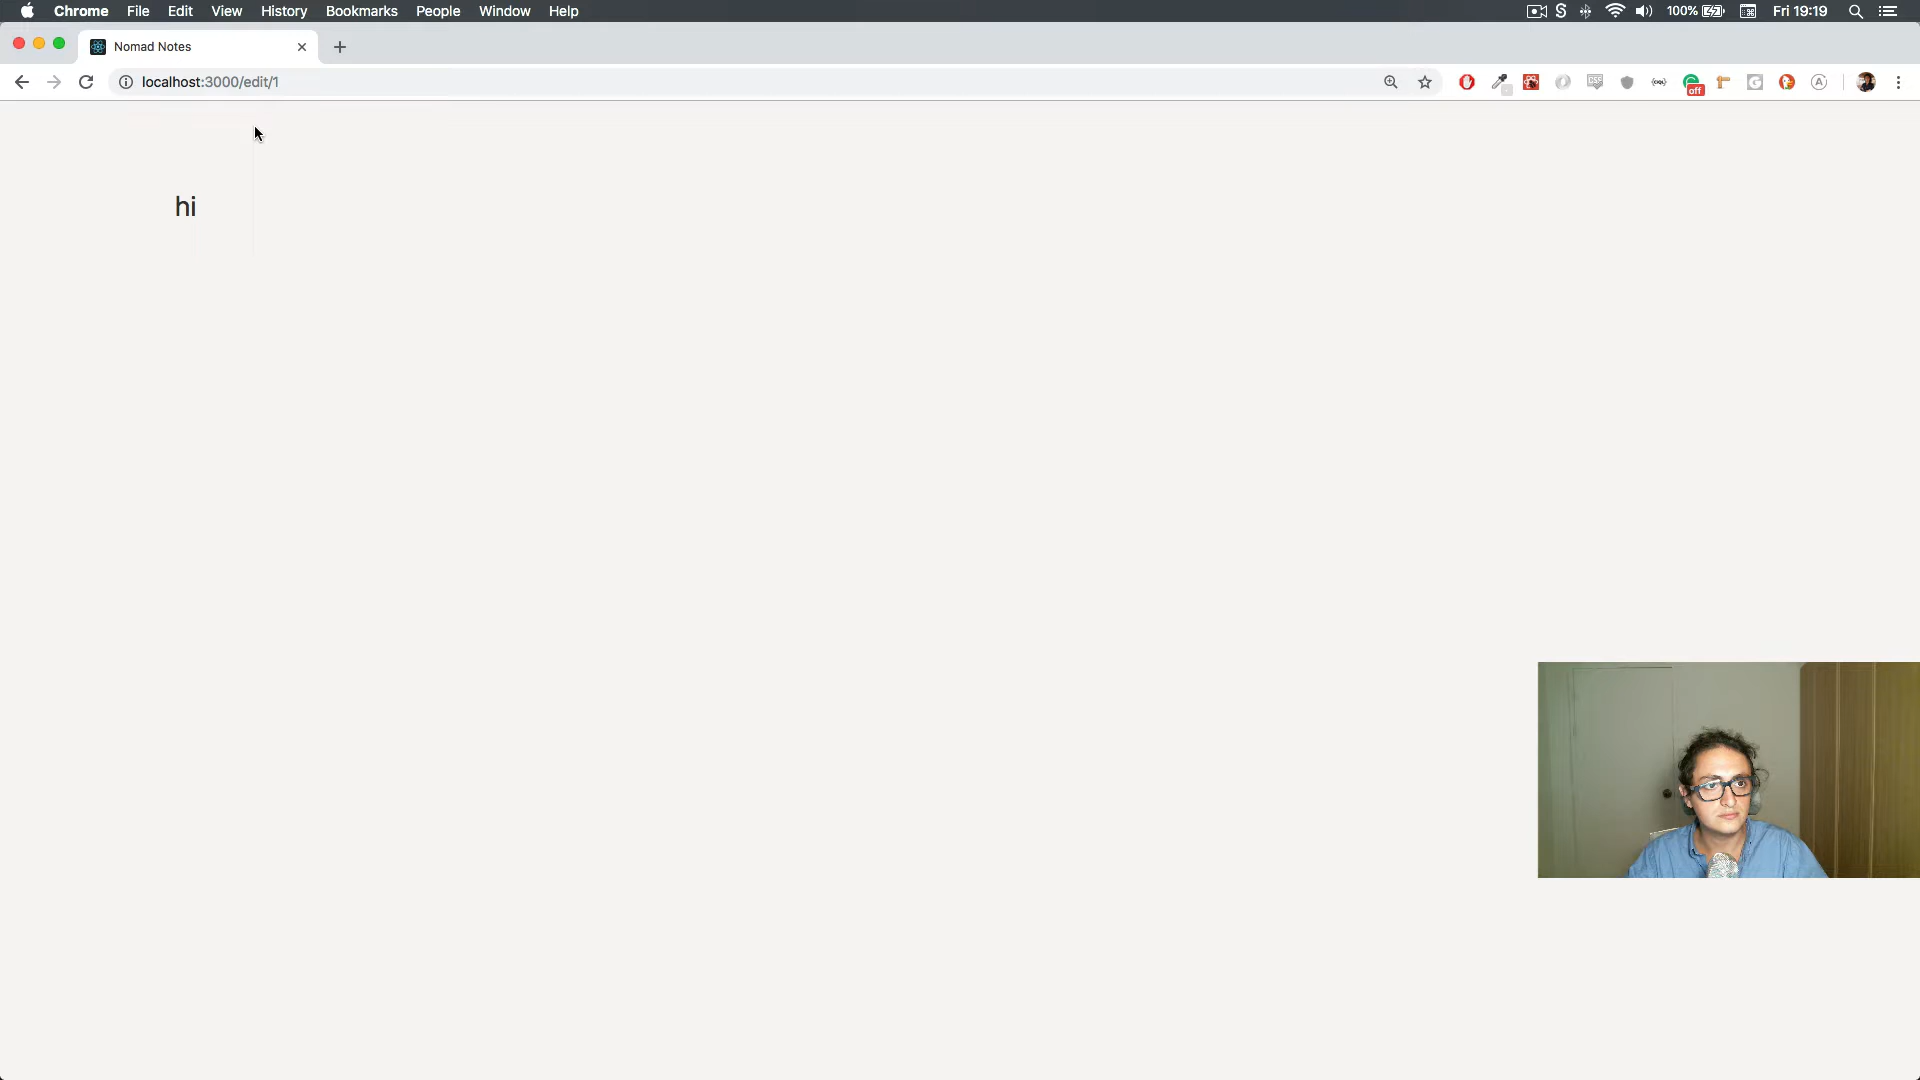 Chrome File Edit View History Bookmarks People Window Help 100% Fri 19:19
Nomad Notes
localhost:3000/edit/1
off
hi